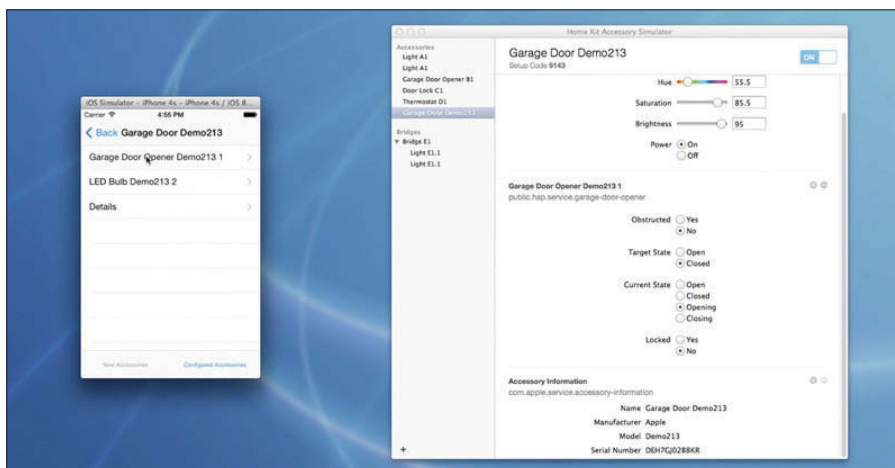 iOS Simulator – iPhone 4s – iPhone 4s / iOS 8...
Carrier 4:55 PM
Back Garage Door Demo213
Garage Door Opener Demo213 1
LED Bulb Demo213 2
Details
New Accessories Configured Accessories
Home Kit Accessory Simulator
Accessories
Light A1
Light A1
Garage Door Opener B1
Door Lock C1
Thermostat D1
Garage Door Demo213
Bridges
Bridge E1
Light E1.1
Light E1.1
+
Garage Door Demo213
Setup Code 9143
ON
Hue 55.5
Saturation 85.5
Brightness 95
Power On
Off
Garage Door Opener Demo213 1
public.hap.service.garage-door-opener
Obstructed Yes
No
Target State Open
Closed
Current State Open
Closed
Opening
Closing
Locked Yes
No
Accessory Information
com.apple.service.accessory-information
Name Garage Door Demo213
Manufacturer Apple
Model Demo213
Serial Number DEH7GJ02B8KR